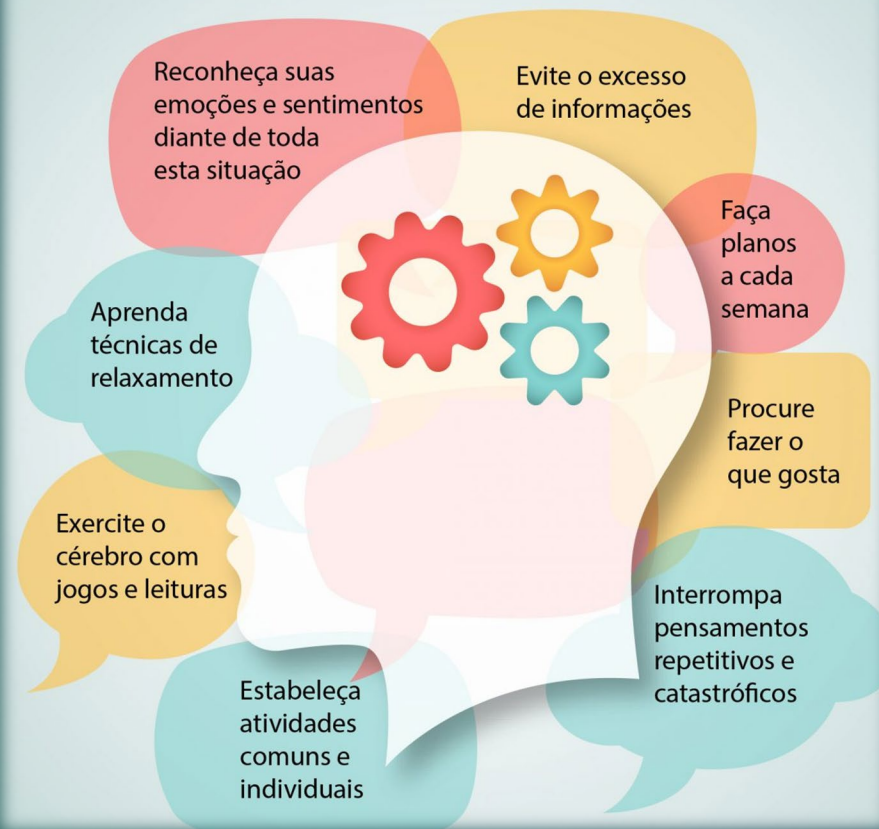 Reconheça suas
emoções e sentimentos
diante de toda
esta situação
Evite o excesso
de informações
Faça
planos
a cada
semana
Aprenda
técnicas de
relaxamento
Procure
fazer o
que gosta
Exercite o
cérebro com
jogos e leituras
Interrompa
pensamentos
repetitivos e
catastróficos
Estabeleça
atividades
comuns e
individuais